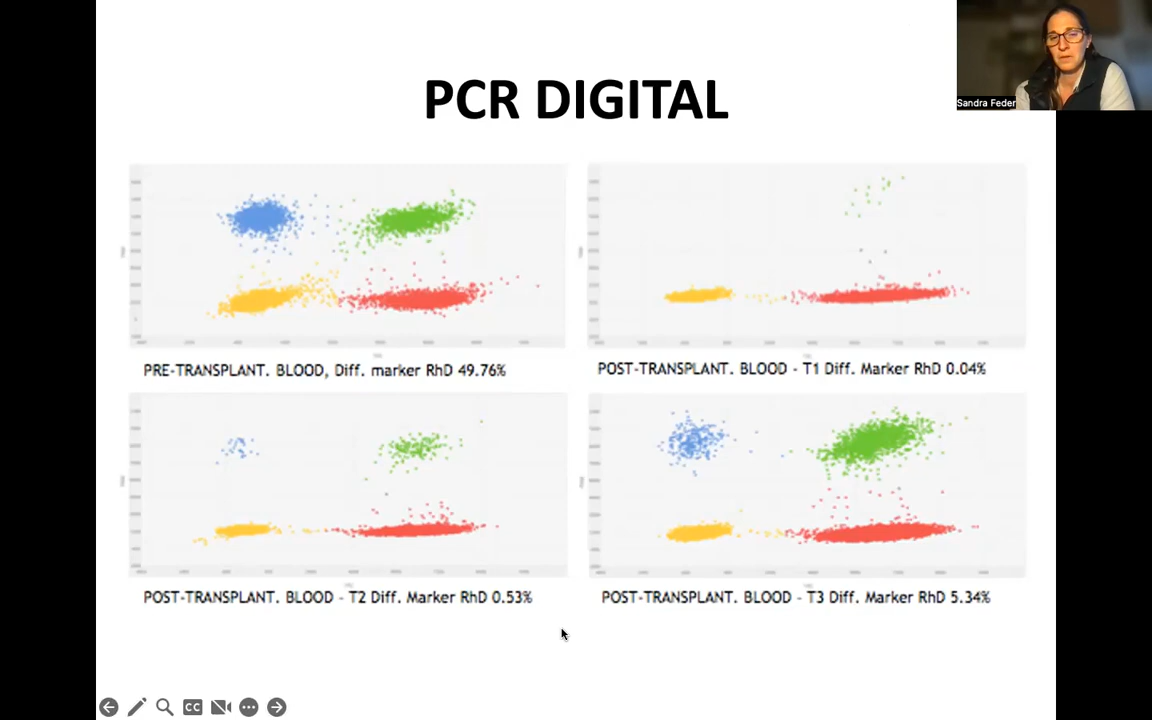 PCR DIGITAL
Sandra Feder
PRE-TRANSPLANT. BLOOD, Diff. marker RhD 49.76%
POST-TRANSPLANT. BLOOD - T1 Diff. Marker RhD 0.04%
POST-TRANSPLANT. BLOOD - T2 Diff. Marker RhD 0.53%
POST-TRANSPLANT. BLOOD - T3 Diff. Marker RhD 5.34%
CC